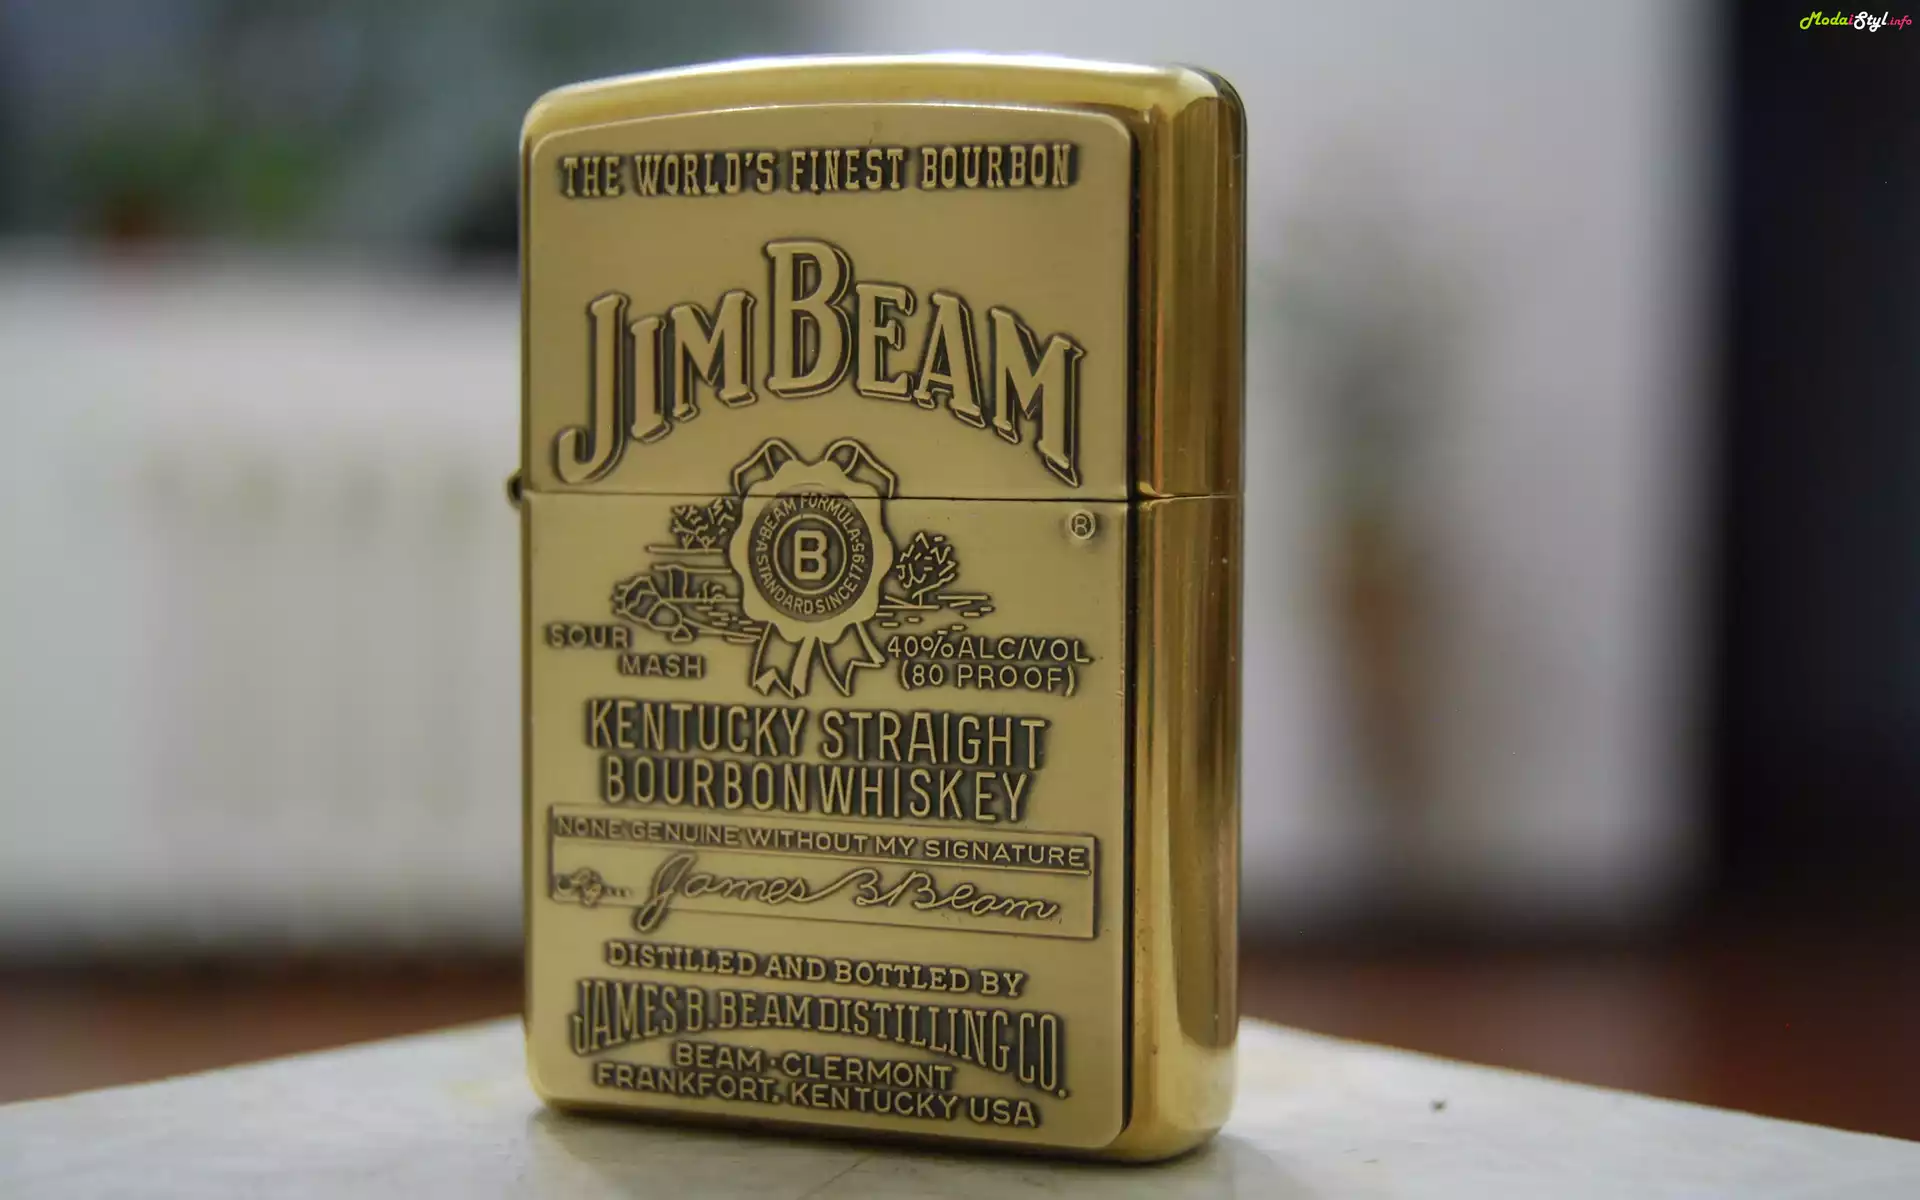 ModaiStyl.info
THE WORLD'S FINEST BOURBON
JIM BEAM
®
A·BEAM FORMULA·
B
A STANDARD SINCE 1795
SOUR
MASH
40% ALC/VOL
(80 PROOF)
KENTUCKY STRAIGHT
BOURBON WHISKEY
NONE GENUINE WITHOUT MY SIGNATURE
James B Beam
DISTILLED AND BOTTLED BY
JAMES B. BEAM DISTILLING CO.
BEAM · CLERMONT
FRANKFORT, KENTUCKY USA